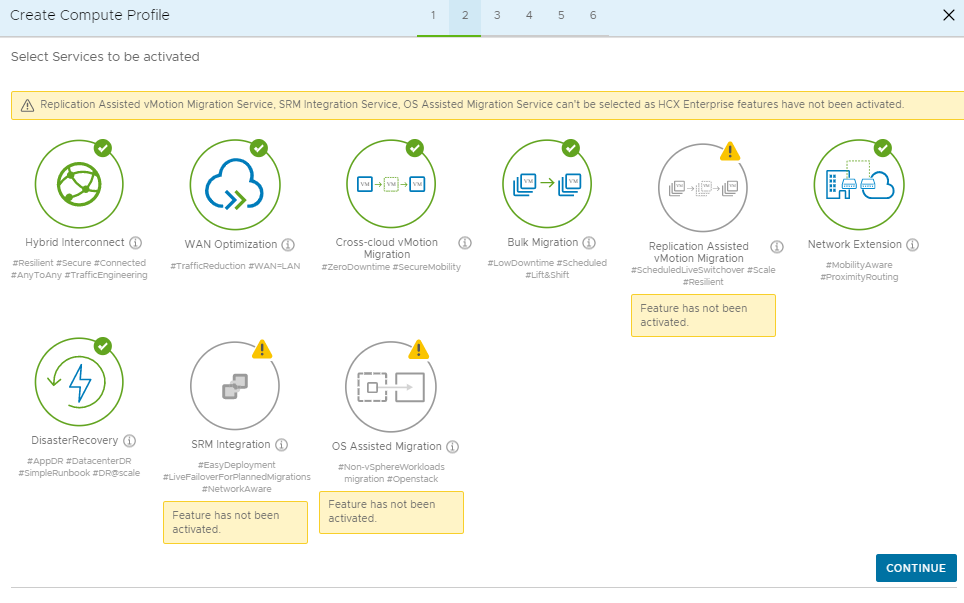 Create Compute Profile
1 2 3 4 5 6
Select Services to be activated
Replication Assisted vMotion Migration Service, SRM Integration Service, OS Assisted Migration Service can't be selected as HCX Enterprise features have not been activated.
Hybrid Interconnect
#Resilient #Secure #Connected
#AnyToAny #TrafficEngineering
WAN Optimization
#TrafficReduction #WAN=LAN
VM VM VM
Cross-cloud vMotion
Migration
#ZeroDowntime #SecureMobility
VM VM
Bulk Migration
#LowDowntime #Scheduled
#Lift&Shift
VM VM VM
Replication Assisted
vMotion Migration
#ScheduledLiveSwitchover #Scale
#Resilient
Feature has not been
activated.
Network Extension
#MobilityAware
#ProximityRouting
DisasterRecovery
#AppDR #DatacenterDR
#SimpleRunbook #DR@scale
SRM Integration
#EasyDeployment
#LiveFailoverForPlannedMigrations
#NetworkAware
Feature has not been
activated.
OS Assisted Migration
#Non-vSphereWorkloads
migration #Openstack
Feature has not been
activated.
CONTINUE